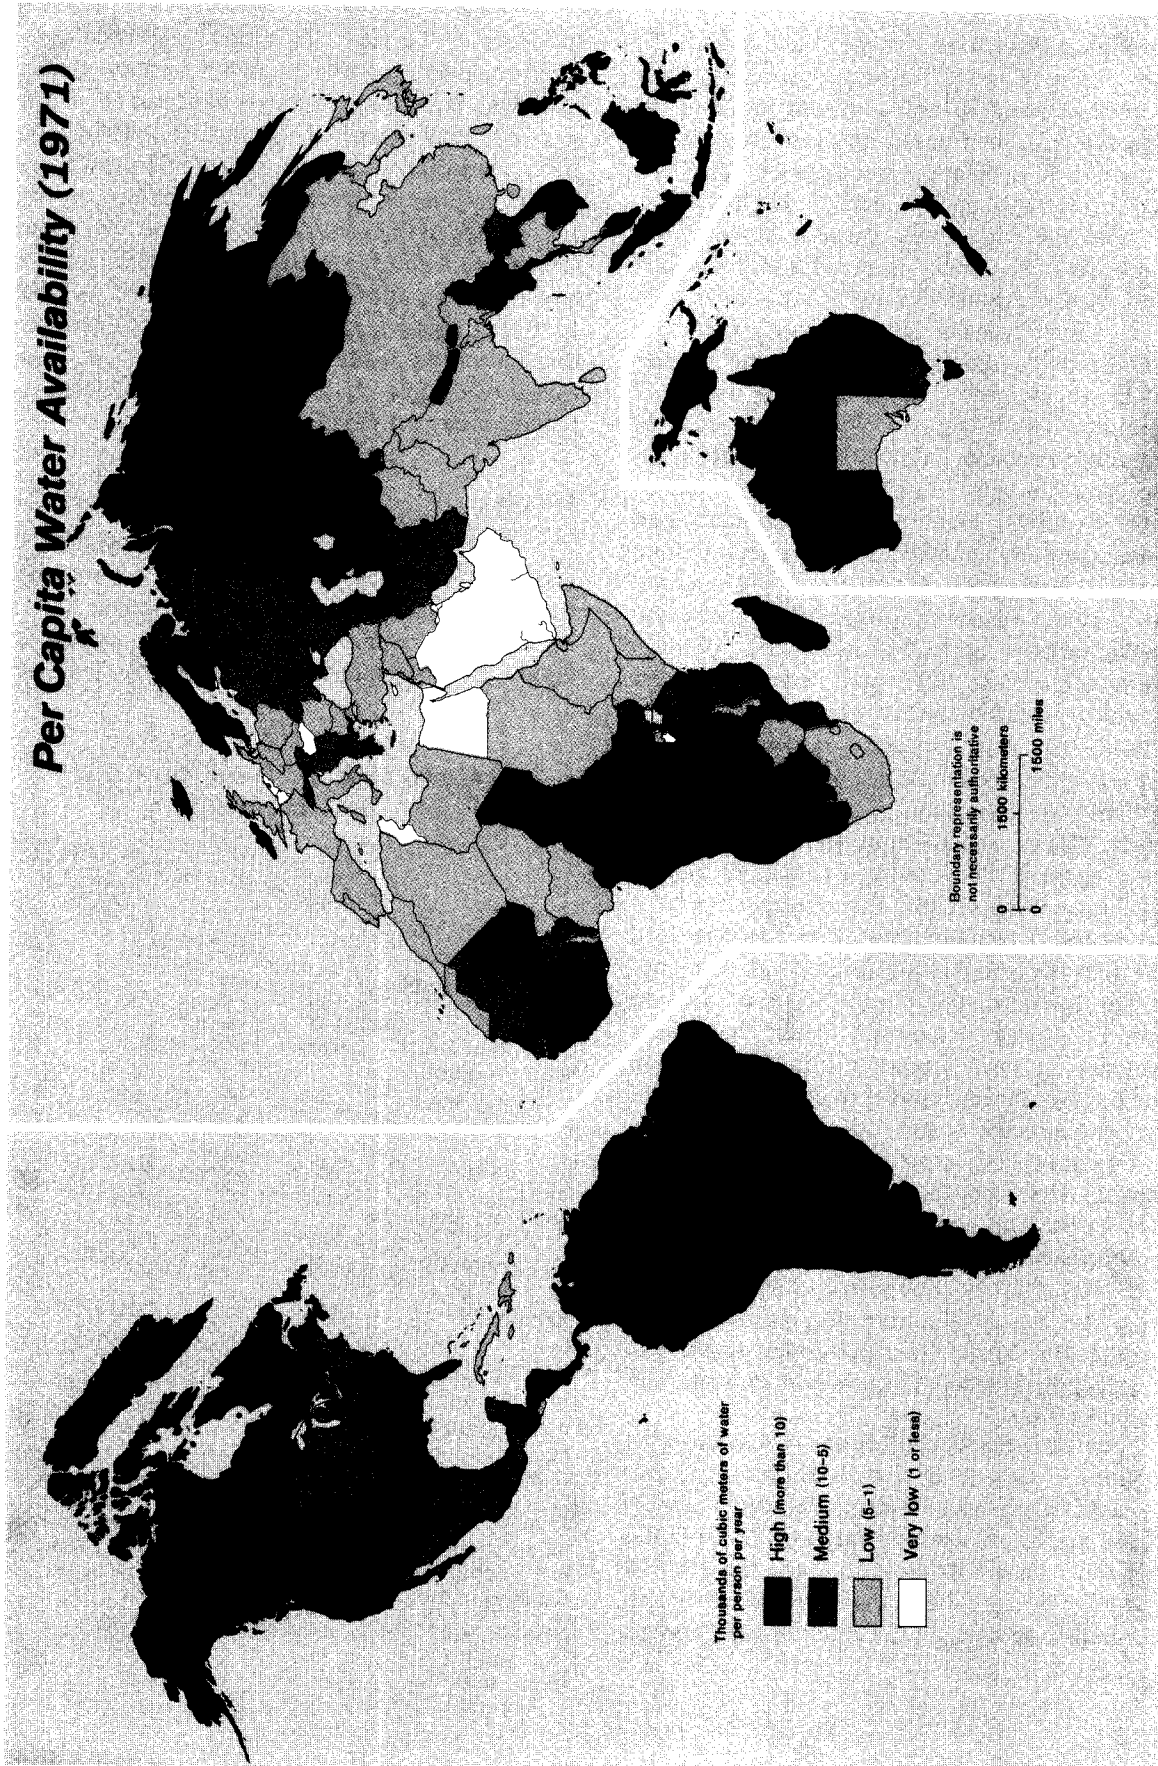 Per Capita Water Availability (1971)
Thousands of cubic meters of water
per person per year
High (more than 10)
Medium (10–5)
Low (5–1)
Very low (1 or less)
Boundary representation is
not necessarily authoritative
0 1500 kilometers
0 1500 miles